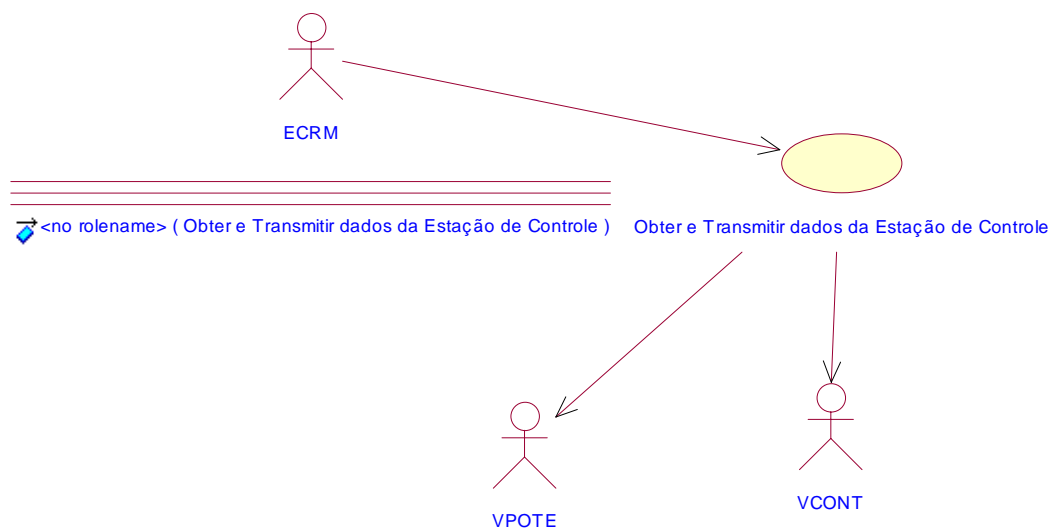 ECRM
<no rolename> ( Obter e Transmitir dados da Estação de Controle )
Obter e Transmitir dados da Estação de Controle
VPOTE
VCONT